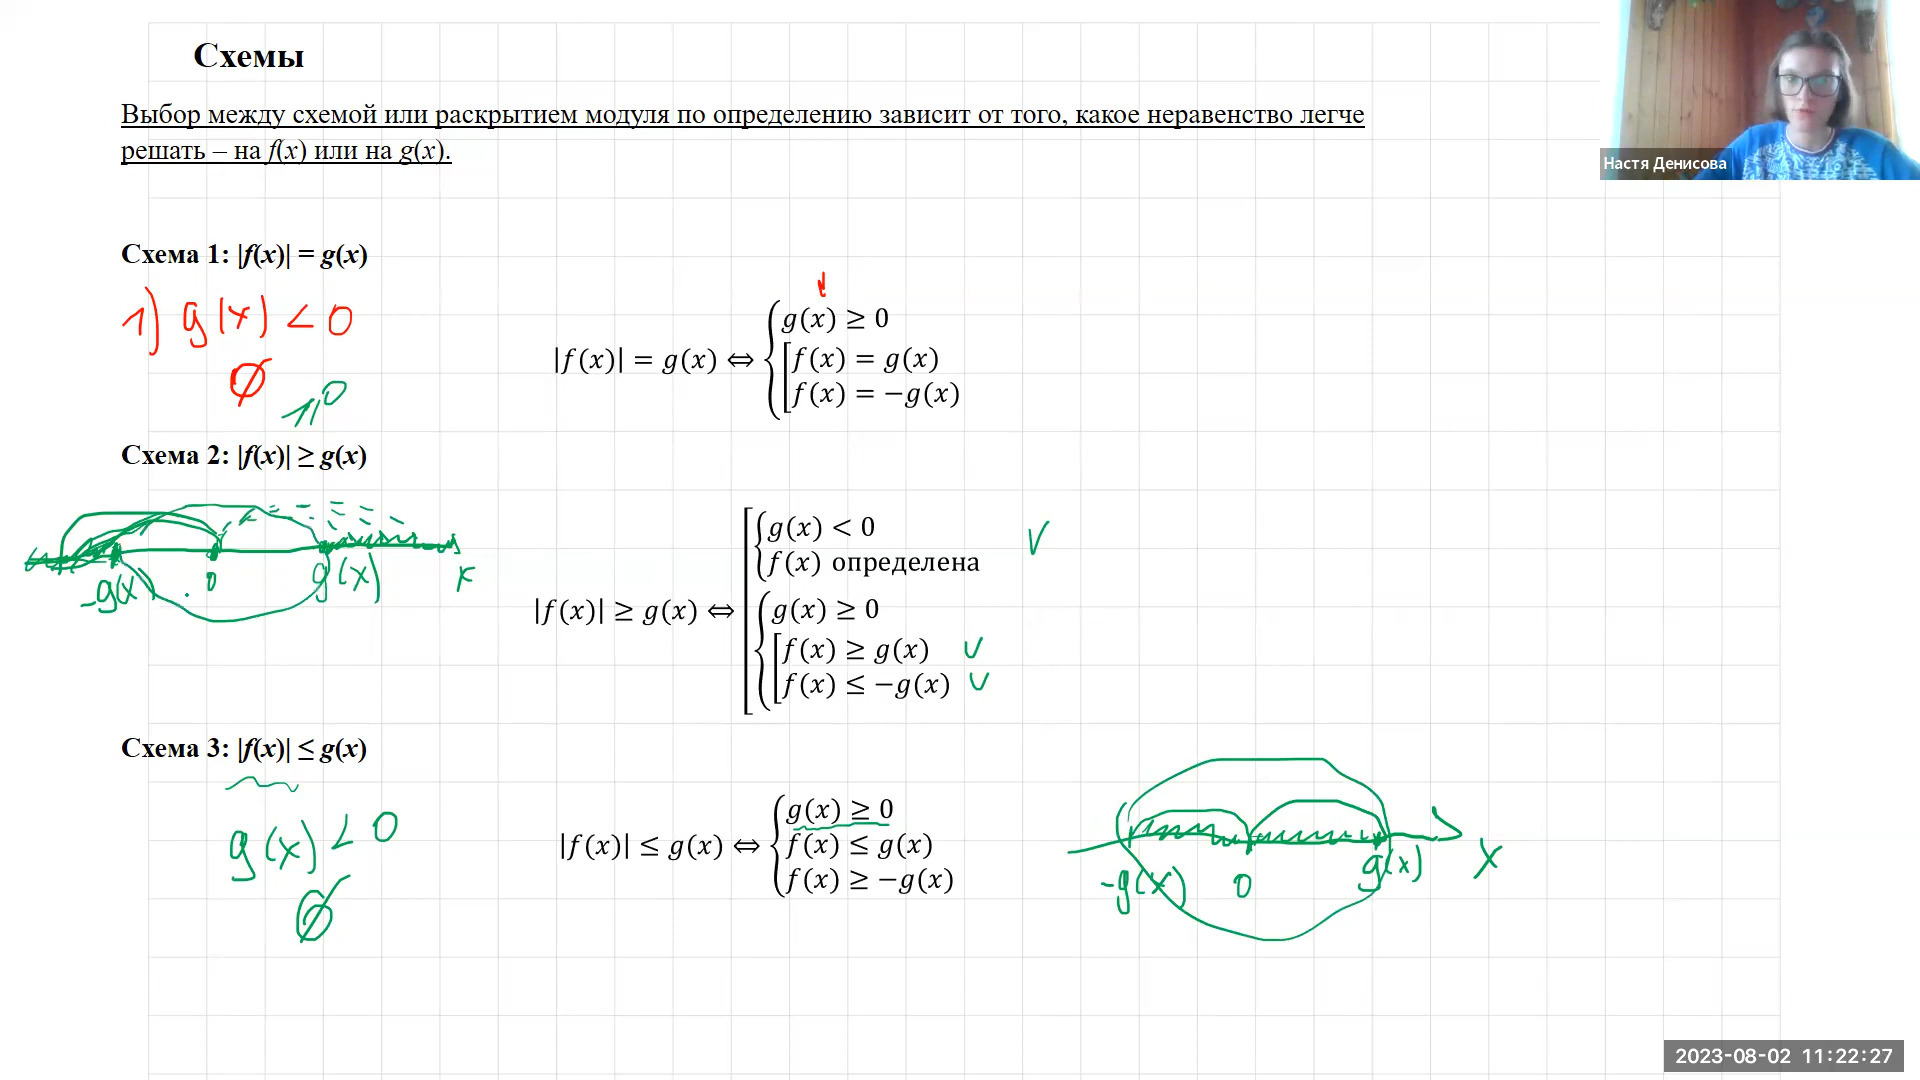 Схемы
Выбор между схемой или раскрытием модуля по определению зависит от того, какое неравенство легче
решать – на f(x) или на g(x).
Настя Денисова
Схема 1: |f(x)| = g(x)
1) g(x) < 0
∅
|f(x)| = g(x) ⇔
g(x) ≥ 0
f(x) = g(x)
f(x) = −g(x)
Схема 2: |f(x)| ≥ g(x)
-g(x) 0 g(x) x
|f(x)| ≥ g(x) ⇔
g(x) < 0
f(x) определена
g(x) ≥ 0
f(x) ≥ g(x)
f(x) ≤ −g(x)
Схема 3: |f(x)| ≤ g(x)
g(x) < 0
∅
|f(x)| ≤ g(x) ⇔
g(x) ≥ 0
f(x) ≤ g(x)
f(x) ≥ −g(x)
-g(x) 0 g(x) x
2023-08-02 11:22:27